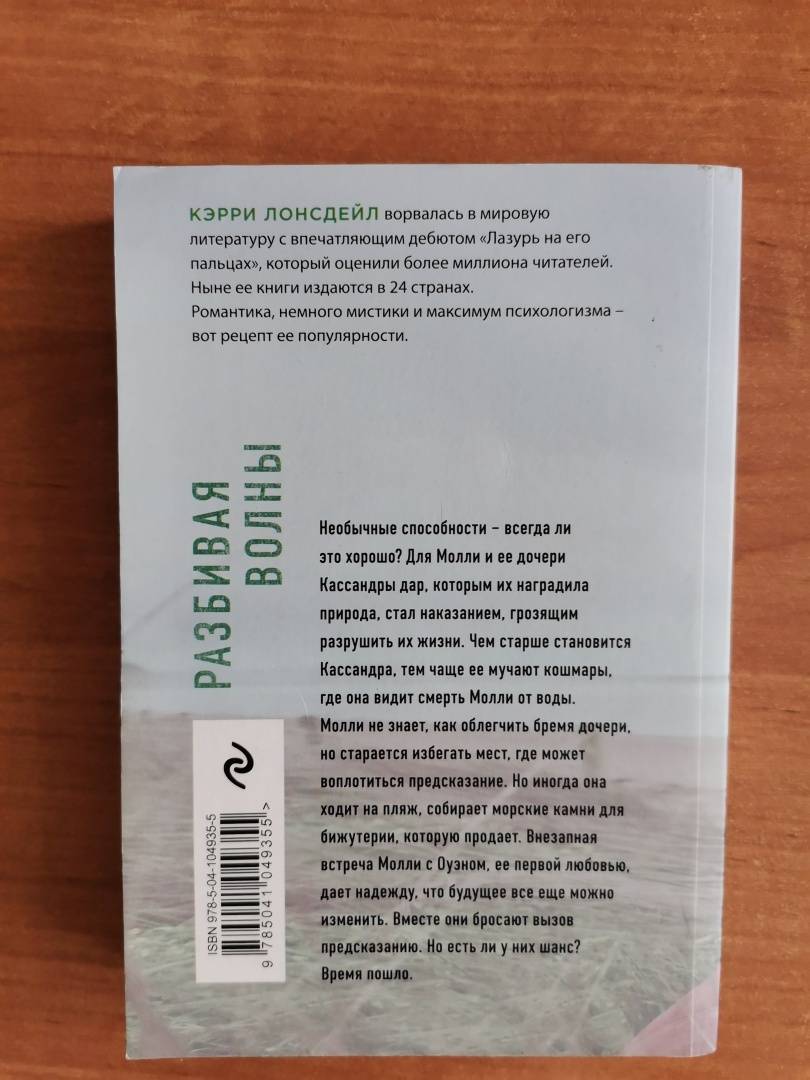 КЭРРИ ЛОНСДЕЙЛ ворвалась в мировую
литературу с впечатляющим дебютом «Лазурь на его
пальцах», который оценили более миллиона читателей.
Ныне ее книги издаются в 24 странах.
Романтика, немного мистики и максимум психологизма –
вот рецепт ее популярности.
РАЗБИВАЯ
ВОЛНЫ
Необычные способности – всегда ли
это хорошо? Для Молли и ее дочери
Кассандры дар, которым их наградила
природа, стал наказанием, грозящим
разрушить их жизни. Чем старше становится
Кассандра, тем чаще ее мучают кошмары,
где она видит смерть Молли от воды.
Молли не знает, как облегчить бремя дочери,
но старается избегать мест, где может
воплотиться предсказание. Но иногда она
ходит на пляж, собирает морские камни для
бижутерии, которую продает. Внезапная
встреча Молли с Оуэном, ее первой любовью,
дает надежду, что будущее все еще можно
изменить. Вместе они бросают вызов
предсказанию. Но есть ли у них шанс?
Время пошло.
ISBN 978-5-04-104935-5
9 785041 049355 >